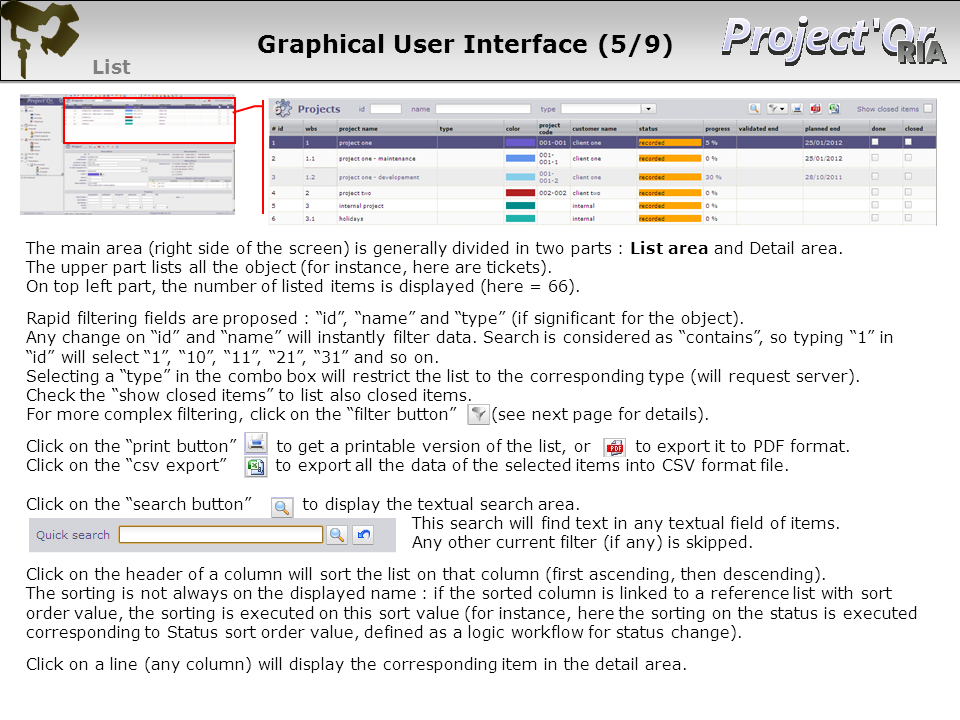 Graphical User Interface (5/9)
Project'Or
RIA
List
Projects id name type Show closed items
# id wbs project name type color project code customer name status progress validated end planned end done closed
1 1 project one 001-001 client one recorded 5 % 25/01/2012
2 1.1 project one - maintenance 001-001-1 client one recorded 0 % 25/01/2012
3 1.2 project one - developement 001-001-2 client one recorded 30 % 28/10/2011
4 2 project two 002-002 client two recorded 0 %
5 3 internal project internal recorded 0 %
6 3.1 holidays internal recorded 0 %
The main area (right side of the screen) is generally divided in two parts : List area and Detail area.
The upper part lists all the object (for instance, here are tickets).
On top left part, the number of listed items is displayed (here = 66).
Rapid filtering fields are proposed : “id”, “name” and “type” (if significant for the object).
Any change on “id” and “name” will instantly filter data. Search is considered as “contains”, so typing “1” in
“id” will select “1”, “10”, “11”, “21”, “31” and so on.
Selecting a “type” in the combo box will restrict the list to the corresponding type (will request server).
Check the “show closed items” to list also closed items.
For more complex filtering, click on the “filter button” (see next page for details).
Click on the “print button” to get a printable version of the list, or to export it to PDF format.
Click on the “csv export” to export all the data of the selected items into CSV format file.
Click on the “search button” to display the textual search area.
This search will find text in any textual field of items.
Quick search
Any other current filter (if any) is skipped.
Click on the header of a column will sort the list on that column (first ascending, then descending).
The sorting is not always on the displayed name : if the sorted column is linked to a reference list with sort
order value, the sorting is executed on this sort value (for instance, here the sorting on the status is executed
corresponding to Status sort order value, defined as a logic workflow for status change).
Click on a line (any column) will display the corresponding item in the detail area.